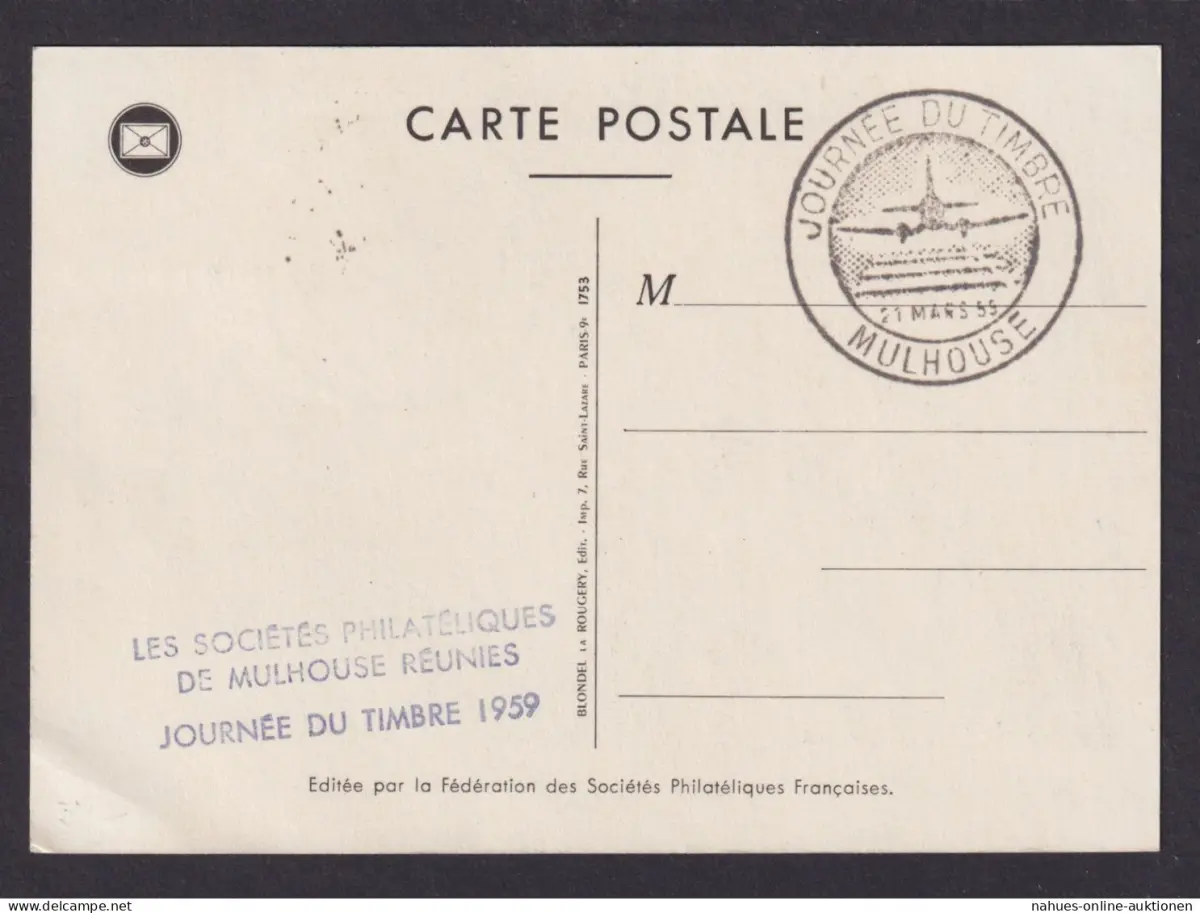 CARTE POSTALE
JOURNÉE DU TIMBRE
21 MARS 59
MULHOUSE
M
BLONDEL LA ROUGERY, Edit. · Imp. 7, Rue Saint-Lazare · PARIS-9e 1753
LES SOCIÉTÉS PHILATÉLIQUES
DE MULHOUSE RÉUNIES
JOURNÉE DU TIMBRE 1959
Editée par la Fédération des Sociétés Philatéliques Françaises.
delcampe.net
nahues-online-auktionen